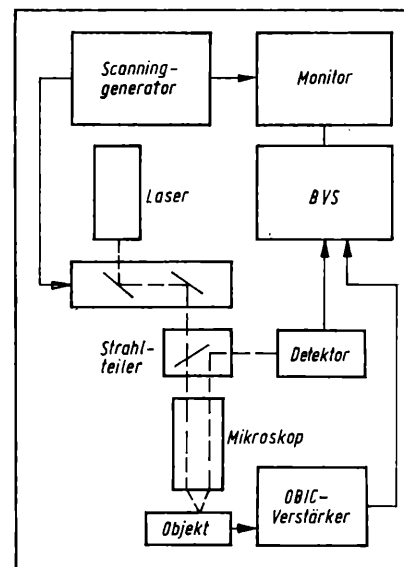 Scanning-
generator
Monitor
Laser
BVS
Strahl-
teiler
Detektor
Mikroskop
Objekt
OBIC-
Verstärker